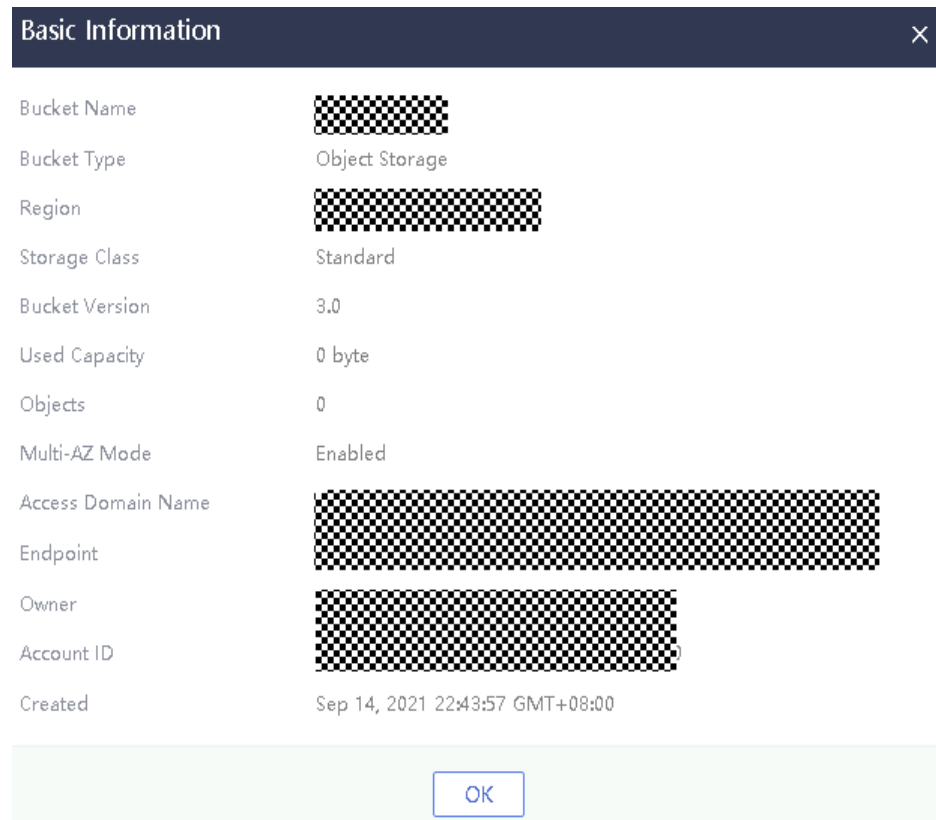 Basic Information
Bucket Name
Bucket Type Object Storage
Region
Storage Class Standard
Bucket Version 3.0
Used Capacity 0 byte
Objects 0
Multi-AZ Mode Enabled
Access Domain Name
Endpoint
Owner
Account ID
Created Sep 14, 2021 22:43:57 GMT+08:00
OK